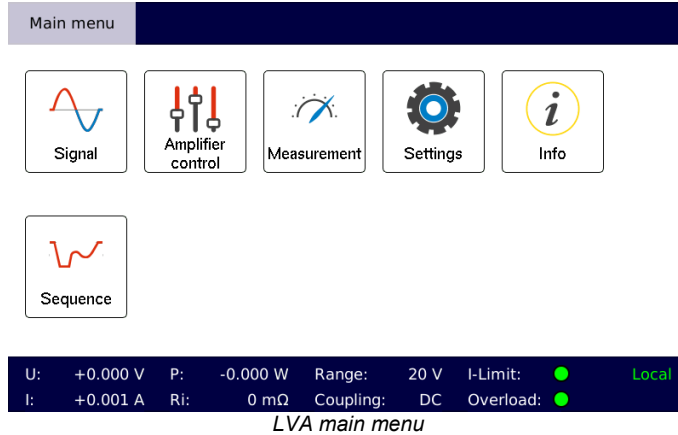 Main menu
Signal
Amplifier
control
Measurement
Settings
i
Info
Sequence
U: +0.000 V P: -0.000 W Range: 20 V I-Limit: Local
I: +0.001 A Ri: 0 mΩ Coupling: DC Overload:
LVA main menu